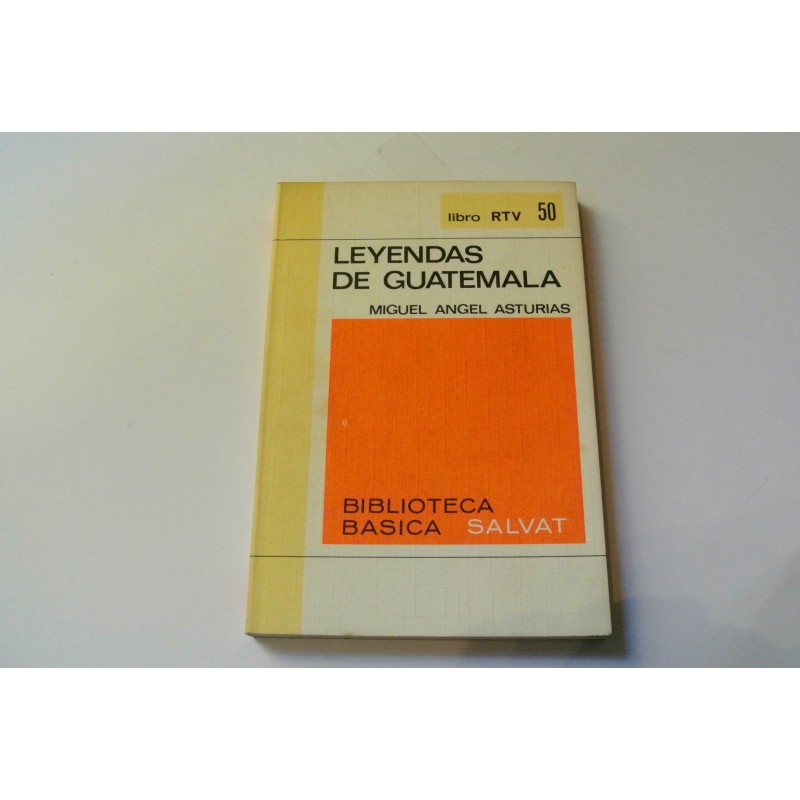 libro RTV 50
LEYENDAS
DE GUATEMALA
MIGUEL ANGEL ASTURIAS
BIBLIOTECA
BASICA SALVAT